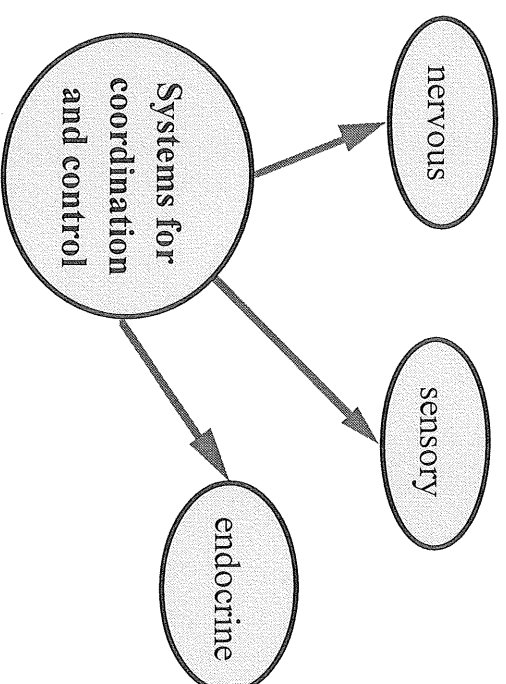 nervous
sensory
Systems for
coordination
and control
endocrine